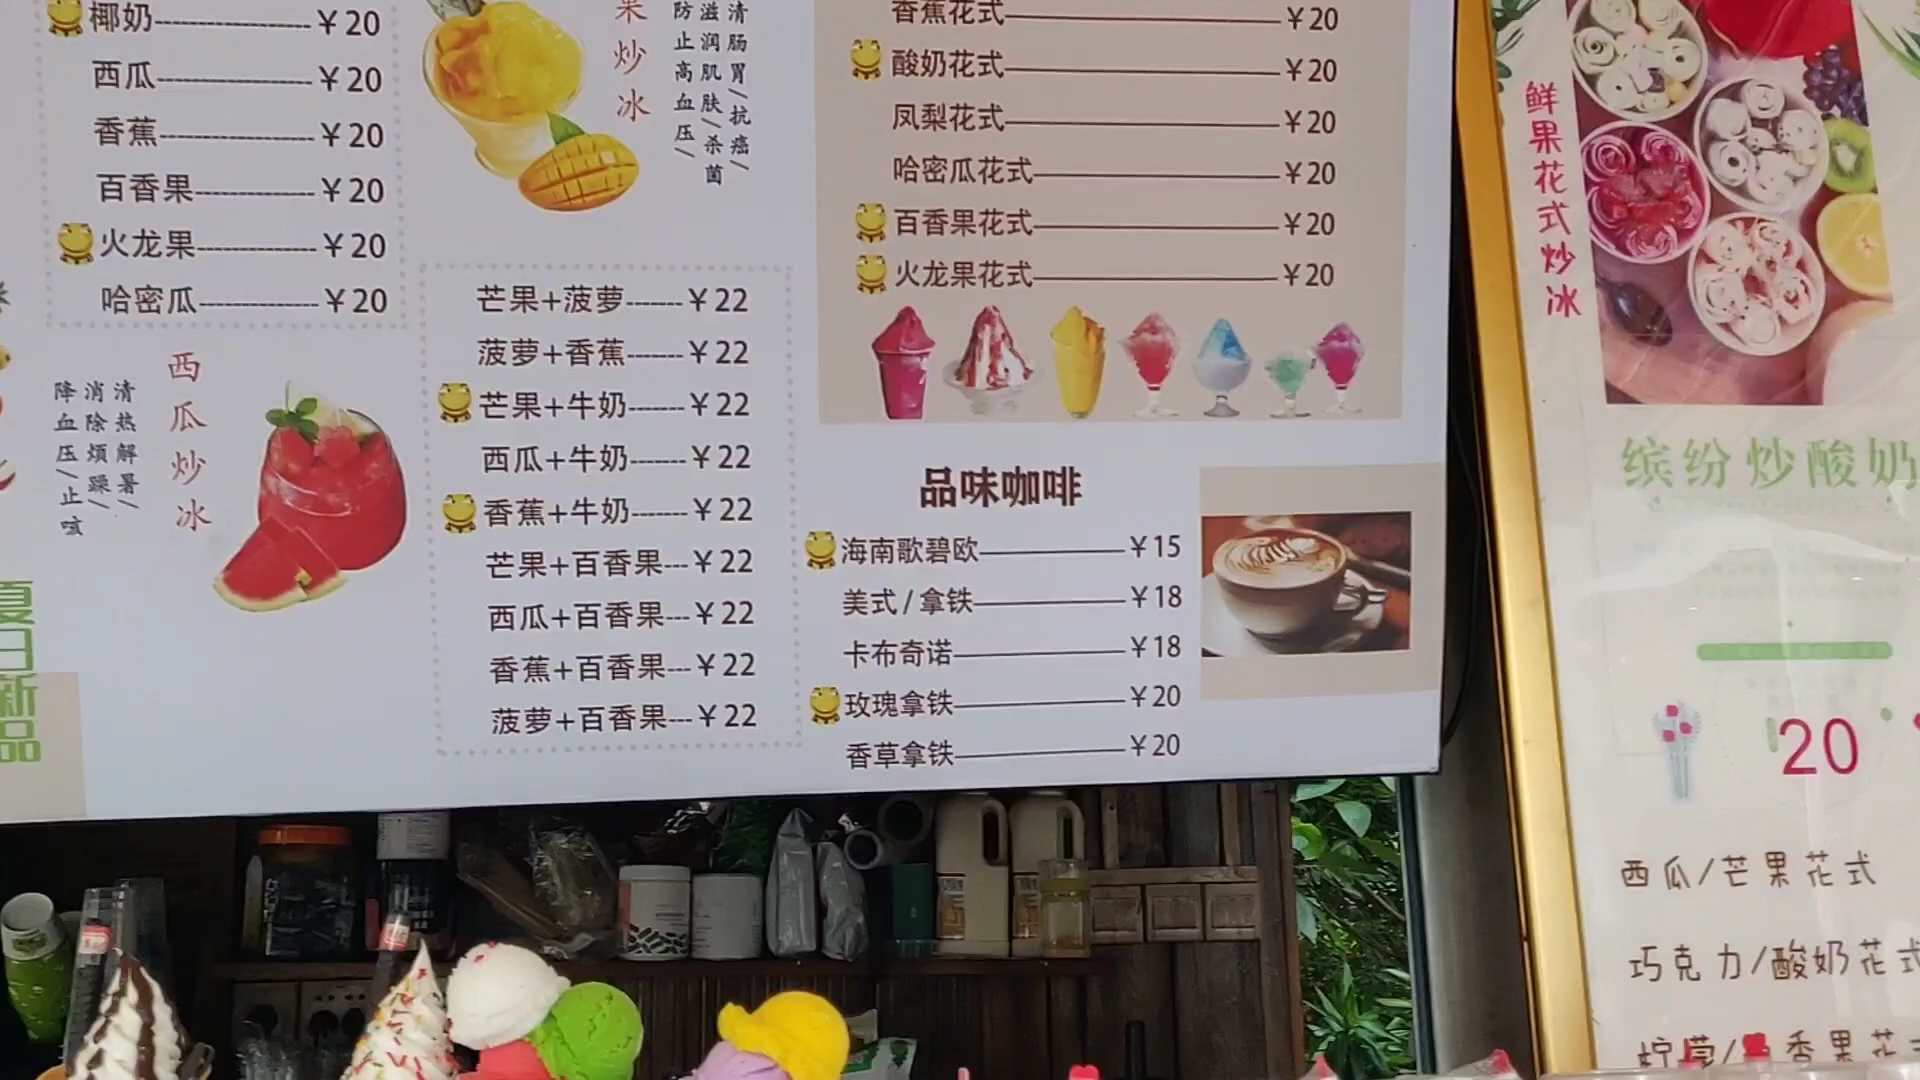 椰奶 ¥20
西瓜 ¥20
香蕉 ¥20
百香果 ¥20
火龙果 ¥20
哈密瓜 ¥20
西瓜炒冰
清热解暑/
消除烦躁/
降血压/止咳
夏日新品
果炒冰
清肠胃/抗癌/
滋润肌肤/杀菌
防止高血压/
芒果+菠萝 ¥22
菠萝+香蕉 ¥22
芒果+牛奶 ¥22
西瓜+牛奶 ¥22
香蕉+牛奶 ¥22
芒果+百香果 ¥22
西瓜+百香果 ¥22
香蕉+百香果 ¥22
菠萝+百香果 ¥22
香蕉花式 ¥20
酸奶花式 ¥20
凤梨花式 ¥20
哈密瓜花式 ¥20
百香果花式 ¥20
火龙果花式 ¥20
品味咖啡
海南歌碧欧 ¥15
美式/拿铁 ¥18
卡布奇诺 ¥18
玫瑰拿铁 ¥20
香草拿铁 ¥20
鲜果花式炒冰
缤纷炒酸奶
20
西瓜/芒果花式
巧克力/酸奶花式
香果花